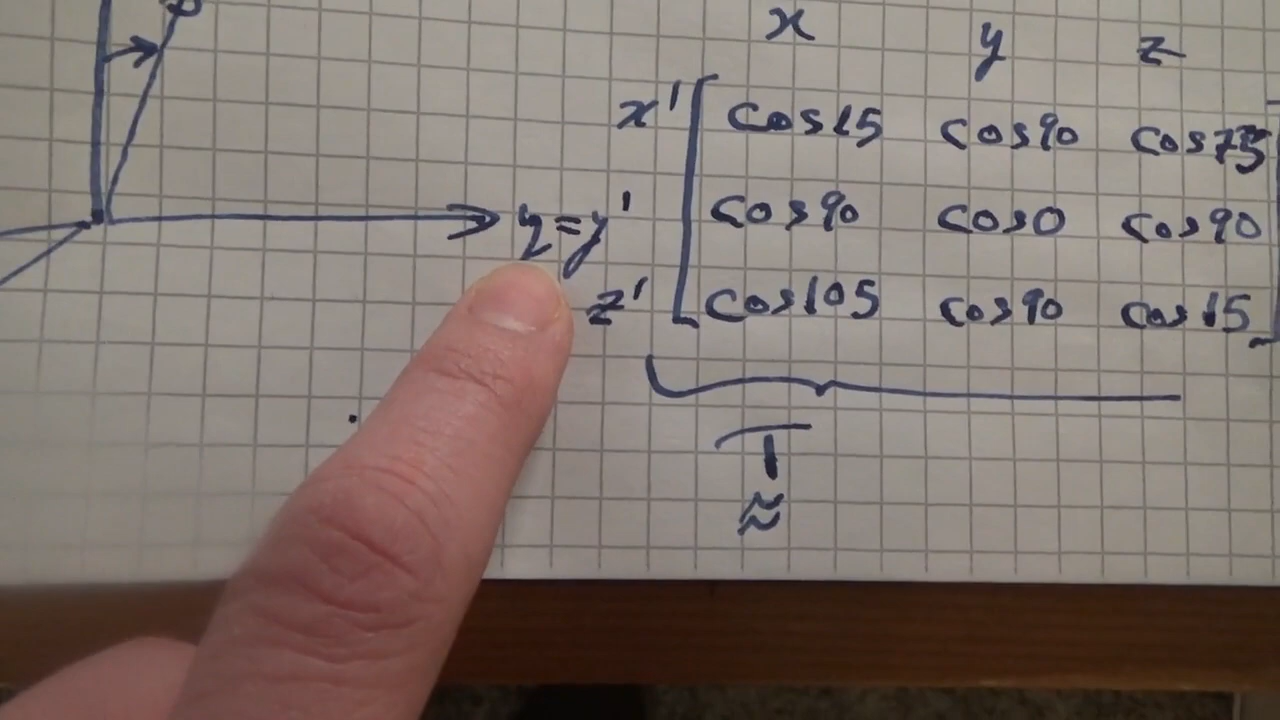 x y z
x' cos15 cos90 cos75
y=y' cos90 cos0 cos90
z' cos105 cos90 cos15
T
≈